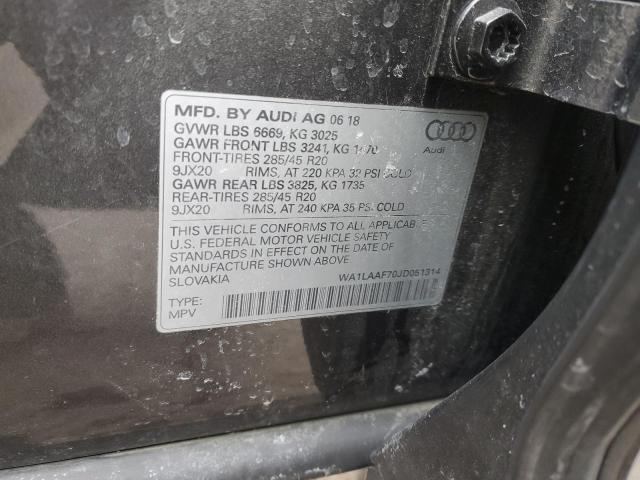 MFD. BY AUDI AG 06 18
GVWR LBS 6669, KG 3025
GAWR FRONT LBS 3241, KG 1470
FRONT-TIRES 285/45 R20
9JX20 RIMS, AT 220 KPA 32 PSI COLD
GAWR REAR LBS 3825, KG 1735
REAR-TIRES 285/45 R20
9JX20 RIMS, AT 240 KPA 35 PSI COLD
Audi
THIS VEHICLE CONFORMS TO ALL APPLICABLE
U.S. FEDERAL MOTOR VEHICLE SAFETY
STANDARDS IN EFFECT ON THE DATE OF
MANUFACTURE SHOWN ABOVE
SLOVAKIA
WA1LAAF70JD051314
TYPE:
MPV